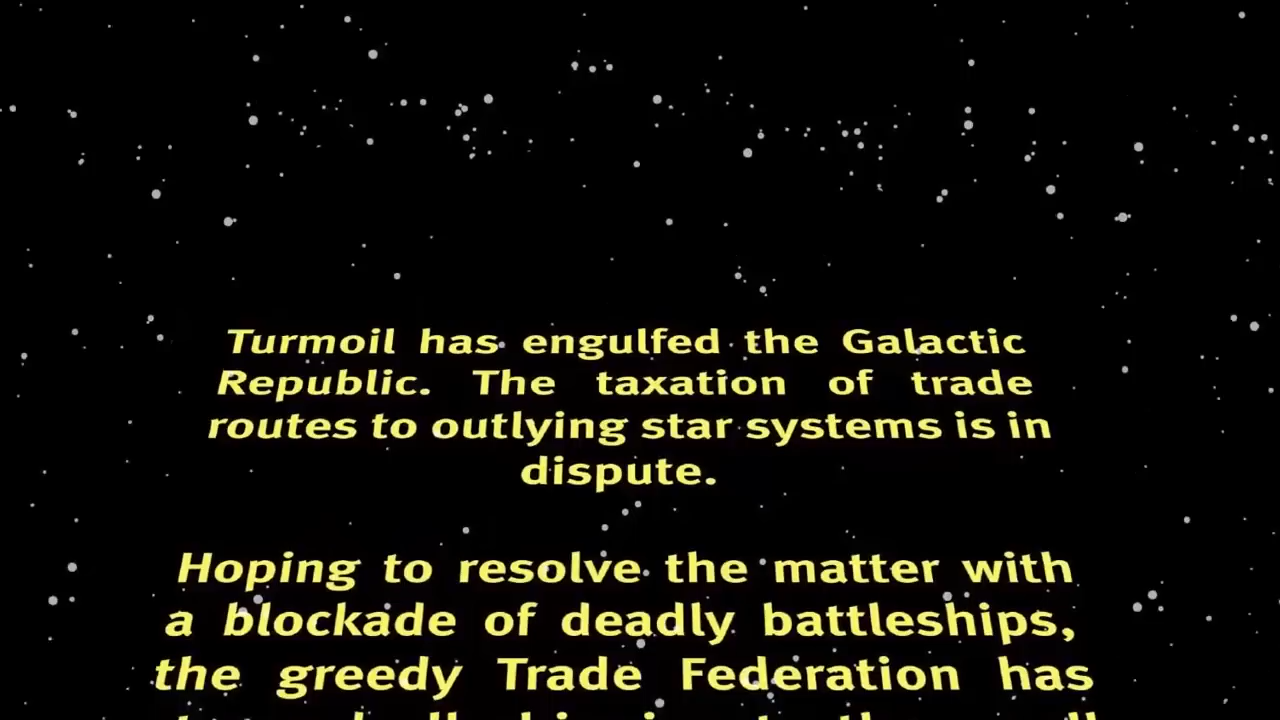 Turmoil has engulfed the Galactic
Republic. The taxation of trade
routes to outlying star systems is in
dispute.
Hoping to resolve the matter with
a blockade of deadly battleships,
the greedy Trade Federation has